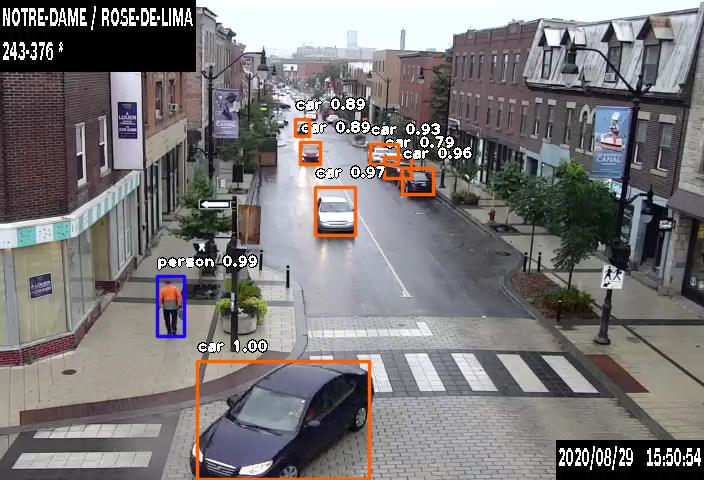 NOTRE-DAME / ROSE-DE-LIMA
243-376 *
car 0.89
car 0.89
car 0.93
car 0.79
car 0.96
car 0.97
person 0.99
car 1.00
A LOUER
CANAL
CANAL
2020/08/29 15:50:54